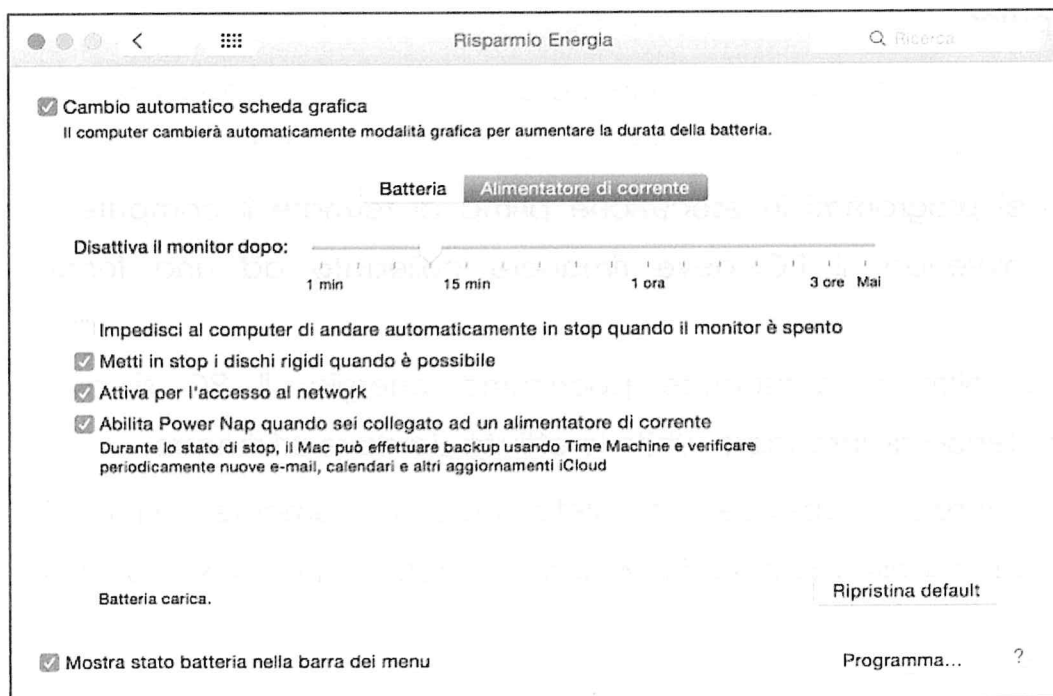 Risparmio Energia
Ricerca
Cambio automatico scheda grafica
Il computer cambierà automaticamente modalità grafica per aumentare la durata della batteria.
Batteria Alimentatore di corrente
Disattiva il monitor dopo:
1 min 15 min 1 ora 3 ore Mai
Impedisci al computer di andare automaticamente in stop quando il monitor è spento
Metti in stop i dischi rigidi quando è possibile
Attiva per l'accesso al network
Abilita Power Nap quando sei collegato ad un alimentatore di corrente
Durante lo stato di stop, il Mac può effettuare backup usando Time Machine e verificare
periodicamente nuove e-mail, calendari e altri aggiornamenti iCloud
Batteria carica.
Ripristina default
Mostra stato batteria nella barra dei menu
Programma... ?